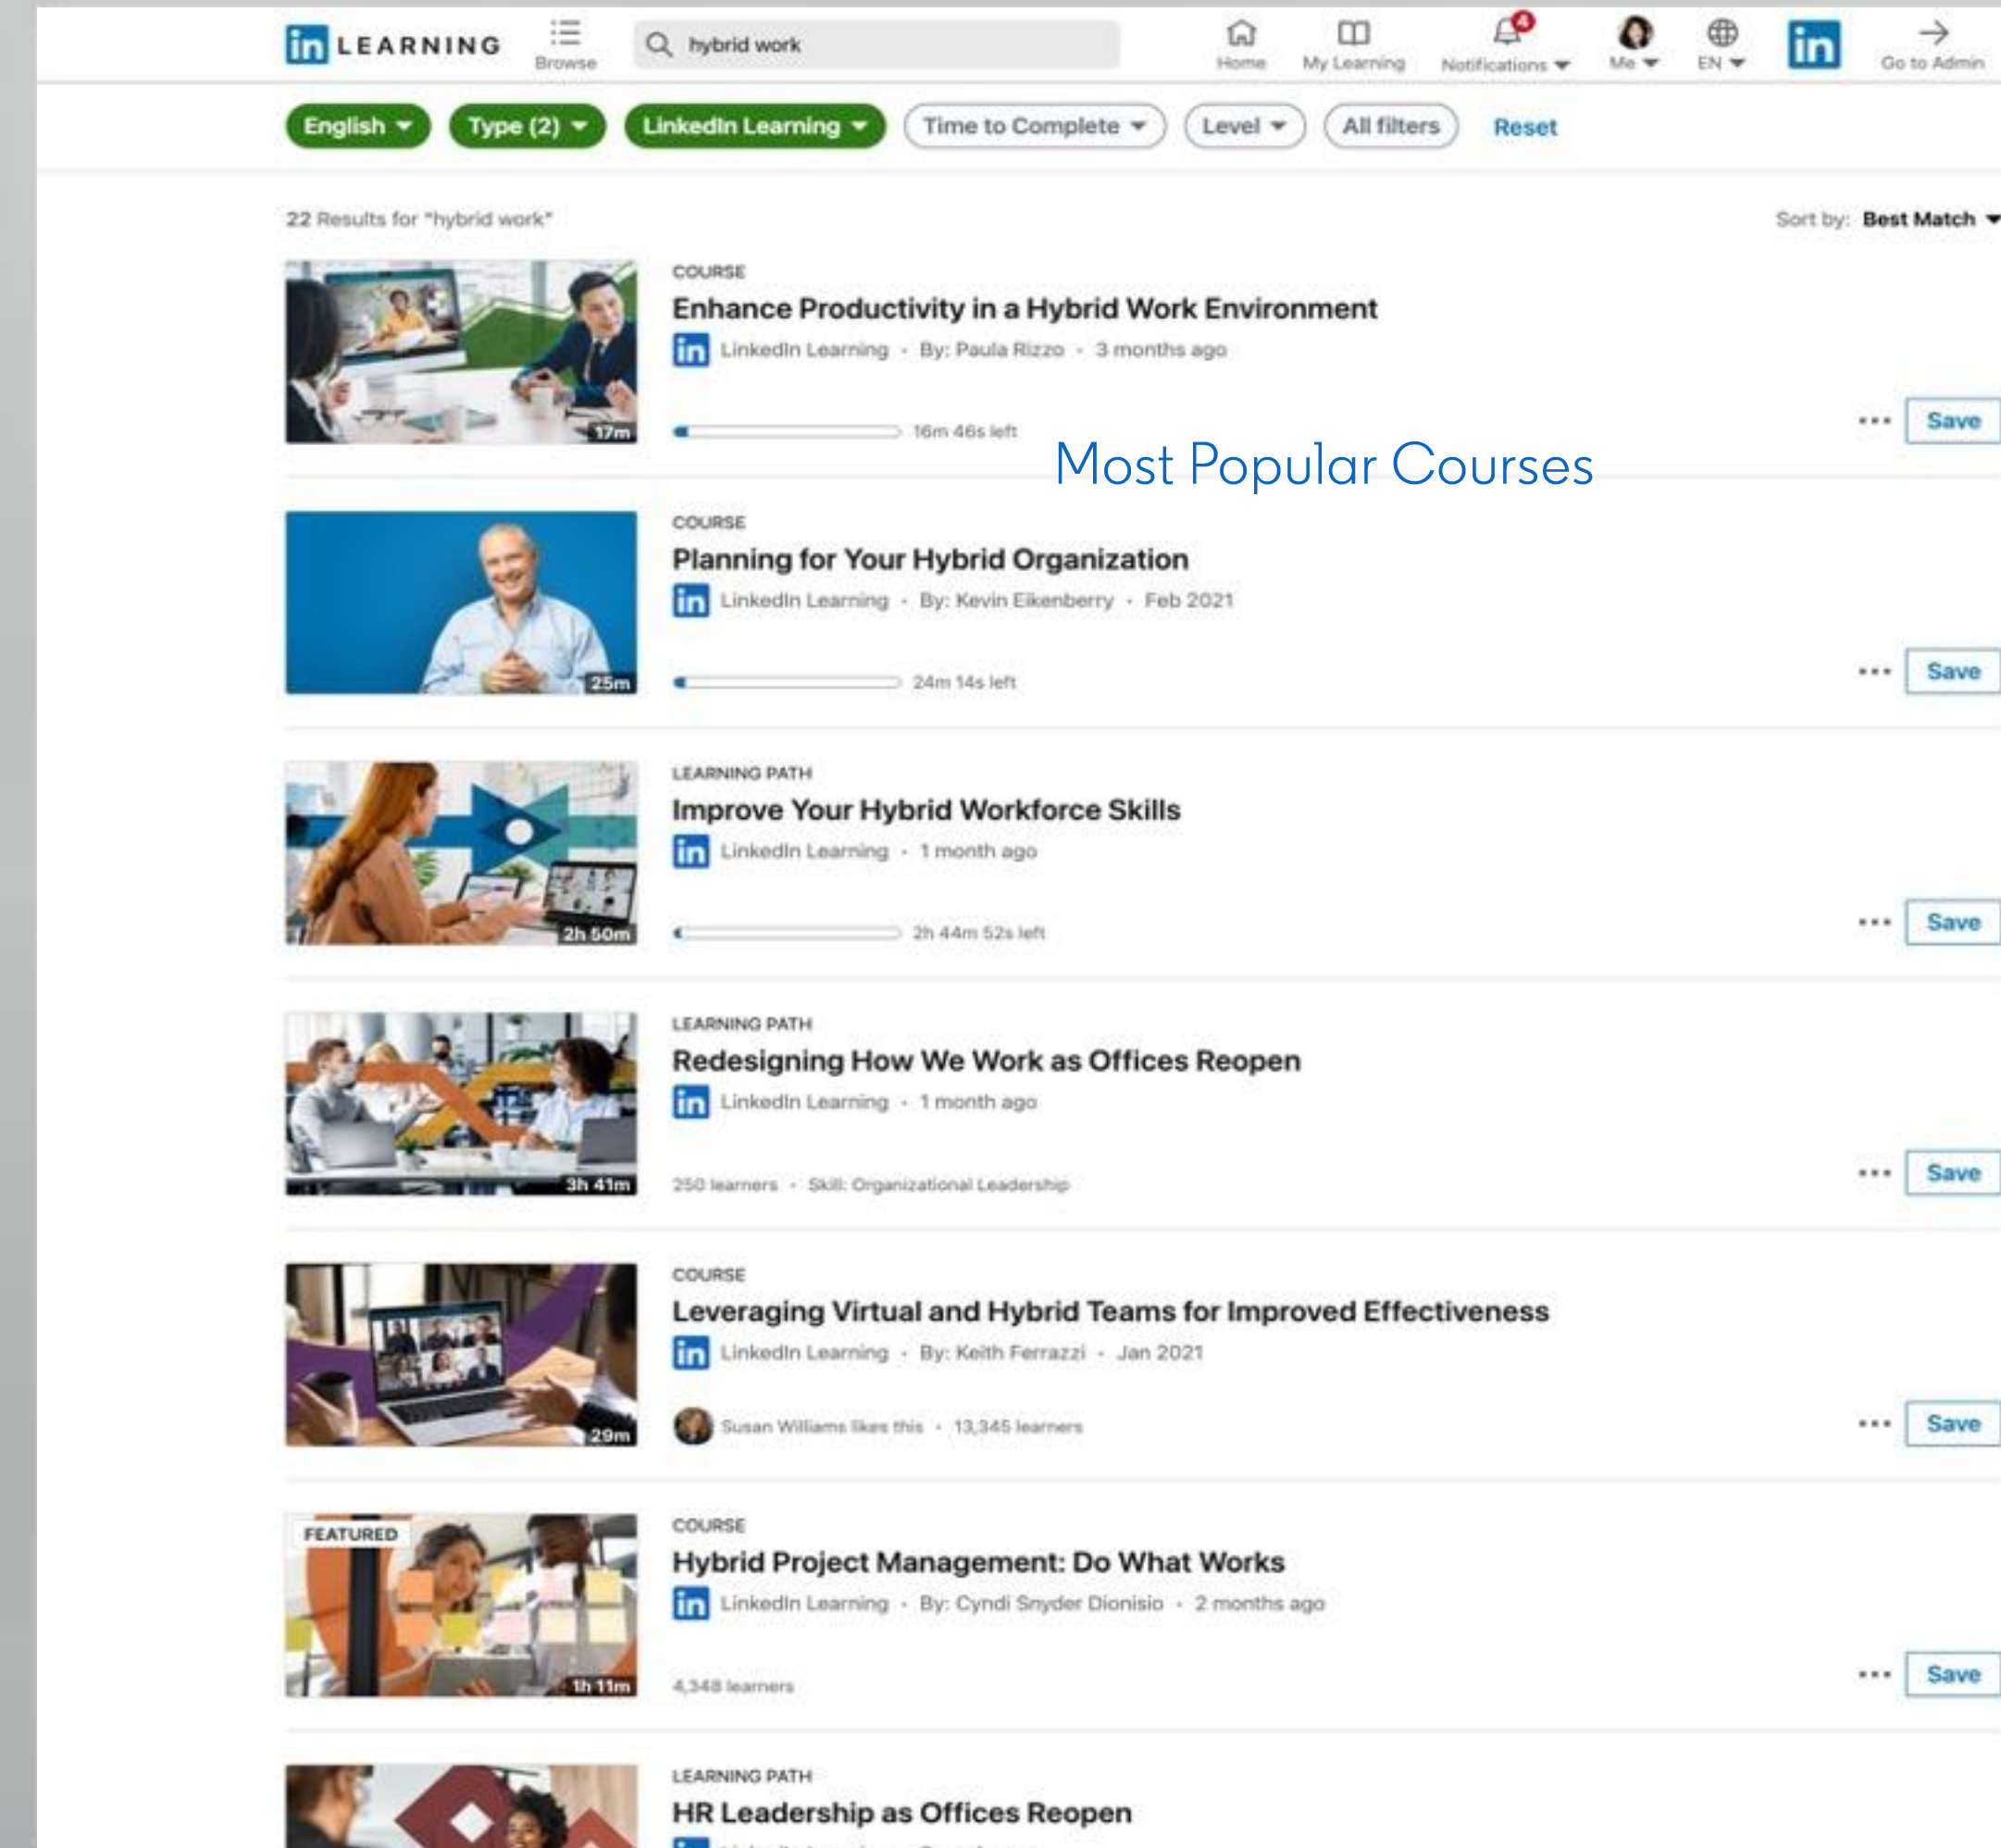 in LEARNING
Browse
hybrid work
Home
My Learning
4
Notifications
Me
EN
in
Go to Admin
English
Type (2)
LinkedIn Learning
Time to Complete
Level
All filters
Reset
22 Results for "hybrid work"
Sort by: Best Match
17m
COURSE
Enhance Productivity in a Hybrid Work Environment
in LinkedIn Learning · By: Paula Rizzo · 3 months ago
16m 46s left
... Save
Most Popular Courses
25m
COURSE
Planning for Your Hybrid Organization
in LinkedIn Learning · By: Kevin Eikenberry · Feb 2021
24m 14s left
... Save
2h 50m
LEARNING PATH
Improve Your Hybrid Workforce Skills
in LinkedIn Learning · 1 month ago
2h 44m 52s left
... Save
3h 41m
LEARNING PATH
Redesigning How We Work as Offices Reopen
in LinkedIn Learning · 1 month ago
250 learners · Skill: Organizational Leadership
... Save
29m
COURSE
Leveraging Virtual and Hybrid Teams for Improved Effectiveness
in LinkedIn Learning · By: Keith Ferrazzi · Jan 2021
Susan Williams likes this · 13,345 learners
... Save
FEATURED
1h 11m
COURSE
Hybrid Project Management: Do What Works
in LinkedIn Learning · By: Cyndi Snyder Dionisio · 2 months ago
4,348 learners
... Save
LEARNING PATH
HR Leadership as Offices Reopen